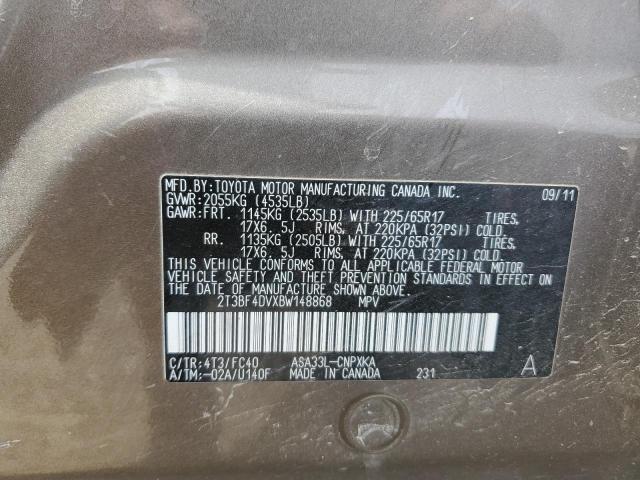 MFD.BY:TOYOTA MOTOR MANUFACTURING CANADA INC. 09/11
GVWR:2055KG (4535LB)
GAWR:FRT. 1145KG (2535LB) WITH 225/65R17 TIRES,
17X6.5J RIMS, AT 220KPA (32PSI) COLD
RR. 1135KG (2505LB) WITH 225/65R17 TIRES,
17X6.5J RIMS, AT 220KPA (32PSI) COLD.
THIS VEHICLE CONFORMS TO ALL APPLICABLE FEDERAL MOTOR
VEHICLE SAFETY AND THEFT PREVENTION STANDARDS IN EFFECT ON
THE DATE OF MANUFACTURE SHOWN ABOVE.
2T3BF4DVXBW148868 MPV
C/TR:4T3/FC40 ASA33L-CNPXKA A
A/TM:-02A/U140F MADE IN CANADA 231